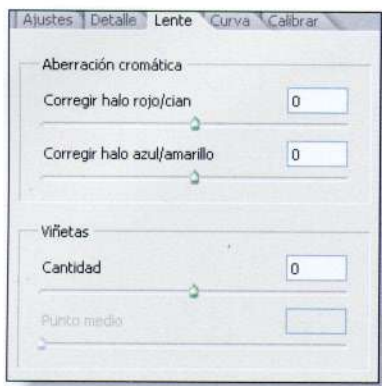 Ajustes Detalle Lente Curva Calibrar
Aberración cromática
Corregir halo rojo/cian 0
Corregir halo azul/amarillo 0
Viñetas
Cantidad 0
Punto medio